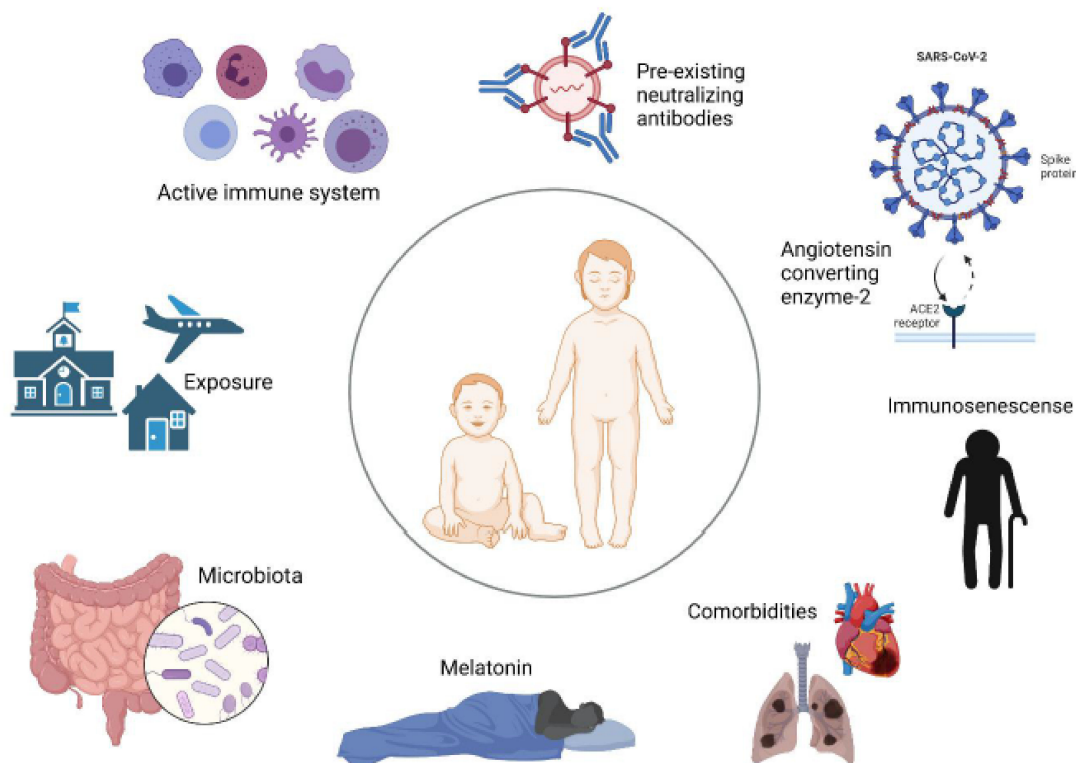 Active immune system
Pre-existing
neutralizing
antibodies
SARS-CoV-2
Spike
protein
Angiotensin
converting
enzyme-2
ACE2
receptor
Exposure
Immunosenescense
Microbiota
Comorbidities
Melatonin